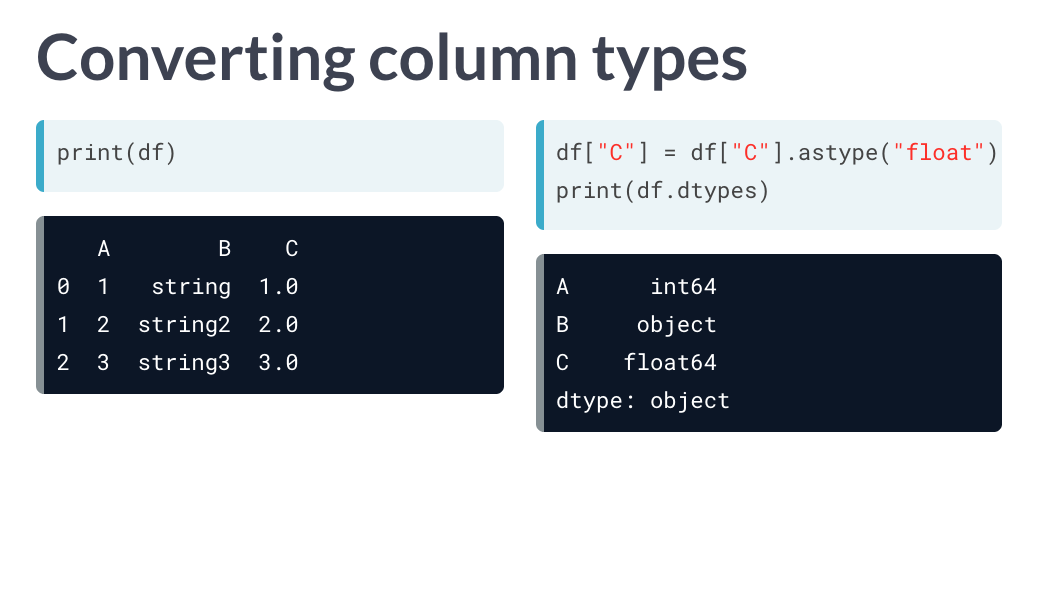 Converting column types
print(df)
   A        B    C
0  1   string  1.0
1  2  string2  2.0
2  3  string3  3.0
df["C"] = df["C"].astype("float")
print(df.dtypes)
A      int64
B     object
C    float64
dtype: object